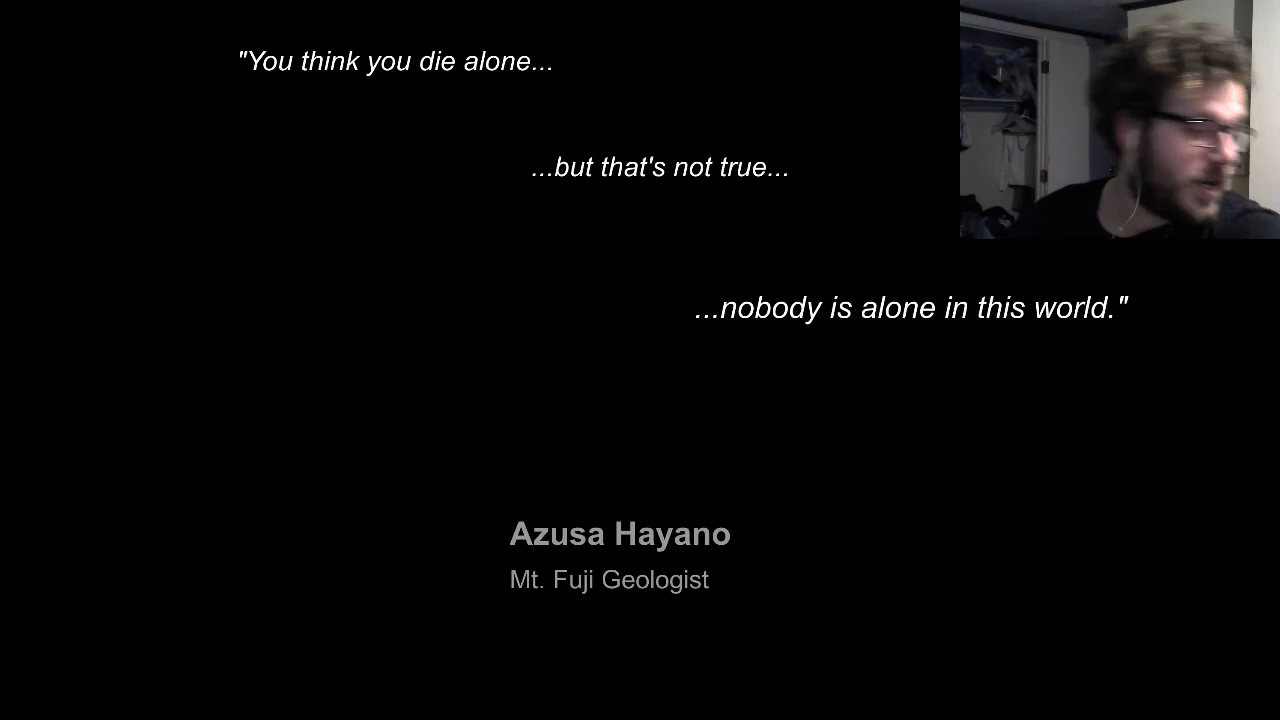 "You think you die alone...
...but that's not true...
...nobody is alone in this world."
Azusa Hayano
Mt. Fuji Geologist